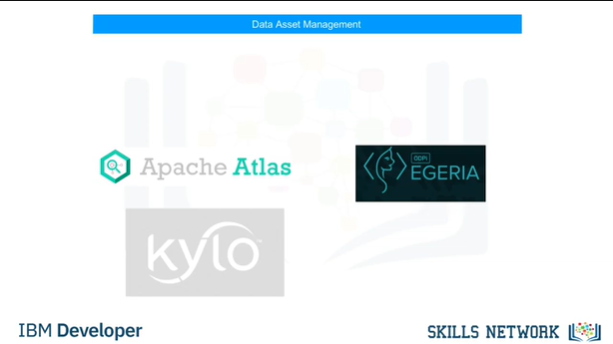 Data Asset Management
Apache Atlas
ODPi
EGERIA
kylo
IBM Developer
SKILLS NETWORK